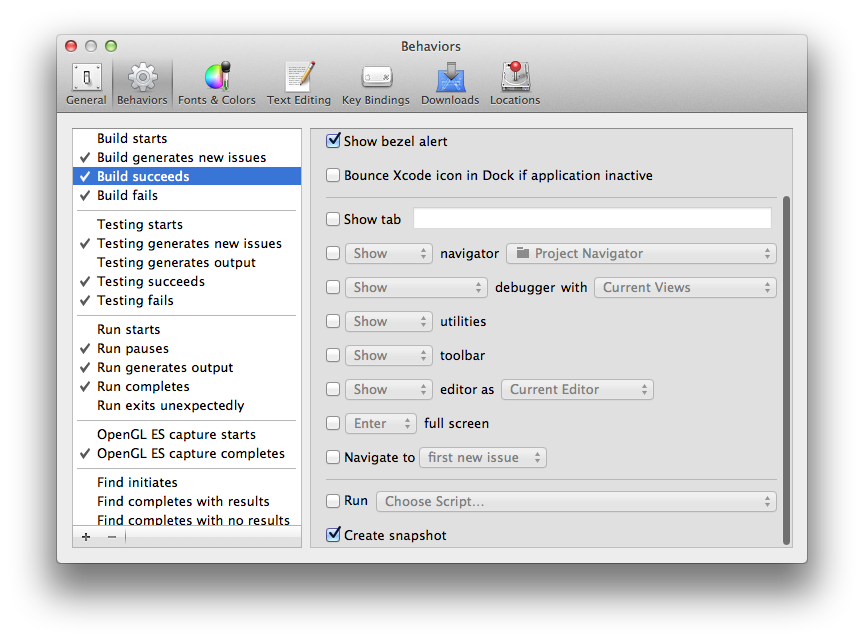 Behaviors
General Behaviors Fonts & Colors Text Editing Key Bindings Downloads Locations
Build starts
Build generates new issues
Build succeeds
Build fails
Testing starts
Testing generates new issues
Testing generates output
Testing succeeds
Testing fails
Run starts
Run pauses
Run generates output
Run completes
Run exits unexpectedly
OpenGL ES capture starts
OpenGL ES capture completes
Find initiates
Find completes with results
Find completes with no results
+ −
Show bezel alert
Bounce Xcode icon in Dock if application inactive
Show tab
Show navigator Project Navigator
Show debugger with Current Views
Show utilities
Show toolbar
Show editor as Current Editor
Enter full screen
Navigate to first new issue
Run Choose Script...
Create snapshot